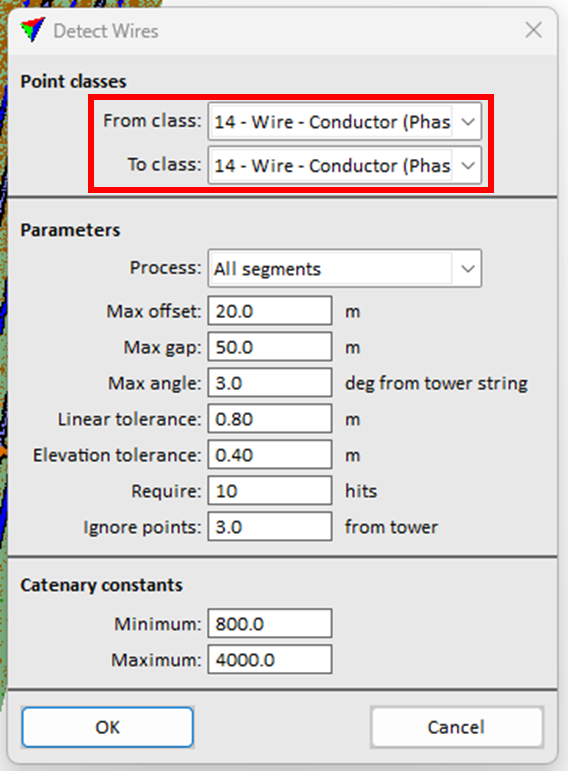 Detect Wires
Point classes
From class: 14 - Wire - Conductor (Phas
To class: 14 - Wire - Conductor (Phas
Parameters
Process: All segments
Max offset: 20.0 m
Max gap: 50.0 m
Max angle: 3.0 deg from tower string
Linear tolerance: 0.80 m
Elevation tolerance: 0.40 m
Require: 10 hits
Ignore points: 3.0 from tower
Catenary constants
Minimum: 800.0
Maximum: 4000.0
OK Cancel